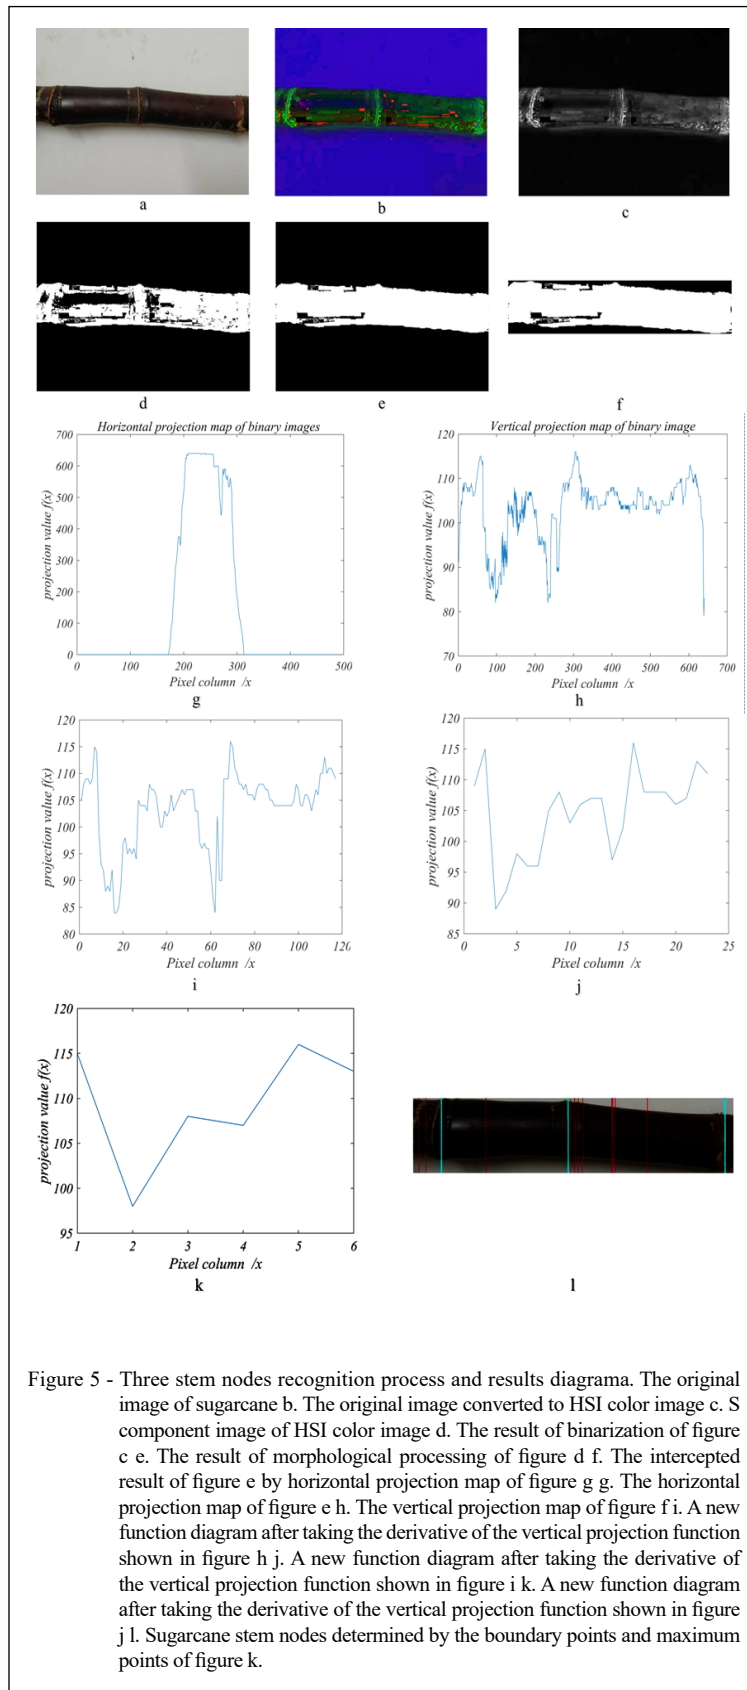 a
b
c
d
e
f
Horizontal projection map of binary images
700
600
500
400
300
200
100
0
projection value f(x)
0 100 200 300 400 500
Pixel column /x
g
Vertical projection map of binary image
120
110
100
90
80
70
projection value f(x)
0 100 200 300 400 500 600 700
Pixel column /x
h
120
115
110
105
100
95
90
85
80
projection value f(x)
0 20 40 60 80 100 120
Pixel column /x
i
120
115
110
105
100
95
90
85
projection value f(x)
0 5 10 15 20 25
Pixel column /x
j
120
115
110
105
100
95
projection value f(x)
1 2 3 4 5 6
Pixel column /x
k
l
Figure 5 - Three stem nodes recognition process and results diagrama. The original
image of sugarcane b. The original image converted to HSI color image c. S
component image of HSI color image d. The result of binarization of figure
c e. The result of morphological processing of figure d f. The intercepted
result of figure e by horizontal projection map of figure g g. The horizontal
projection map of figure e h. The vertical projection map of figure f i. A new
function diagram after taking the derivative of the vertical projection function
shown in figure h j. A new function diagram after taking the derivative of
the vertical projection function shown in figure i k. A new function diagram
after taking the derivative of the vertical projection function shown in figure
j l. Sugarcane stem nodes determined by the boundary points and maximum
points of figure k.